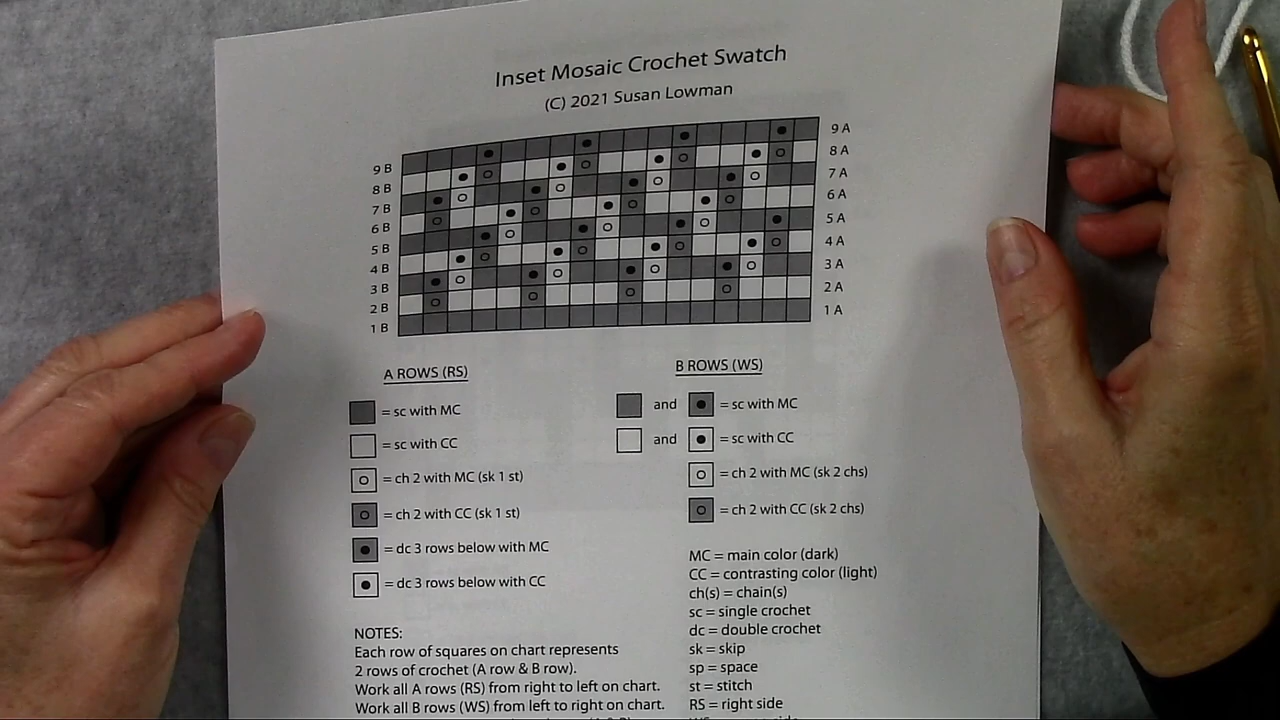 Inset Mosaic Crochet Swatch
(C) 2021 Susan Lowman
9 B 9 A
8 B 8 A
7 B 7 A
6 B 6 A
5 B 5 A
4 B 4 A
3 B 3 A
2 B 2 A
1 B 1 A
A ROWS (RS)
= sc with MC
= sc with CC
= ch 2 with MC (sk 1 st)
= ch 2 with CC (sk 1 st)
= dc 3 rows below with MC
= dc 3 rows below with CC
NOTES:
Each row of squares on chart represents
2 rows of crochet (A row & B row).
Work all A rows (RS) from right to left on chart.
Work all B rows (WS) from left to right on chart.
B ROWS (WS)
and = sc with MC
and = sc with CC
= ch 2 with MC (sk 2 chs)
= ch 2 with CC (sk 2 chs)
MC = main color (dark)
CC = contrasting color (light)
ch(s) = chain(s)
sc = single crochet
dc = double crochet
sk = skip
sp = space
st = stitch
RS = right side